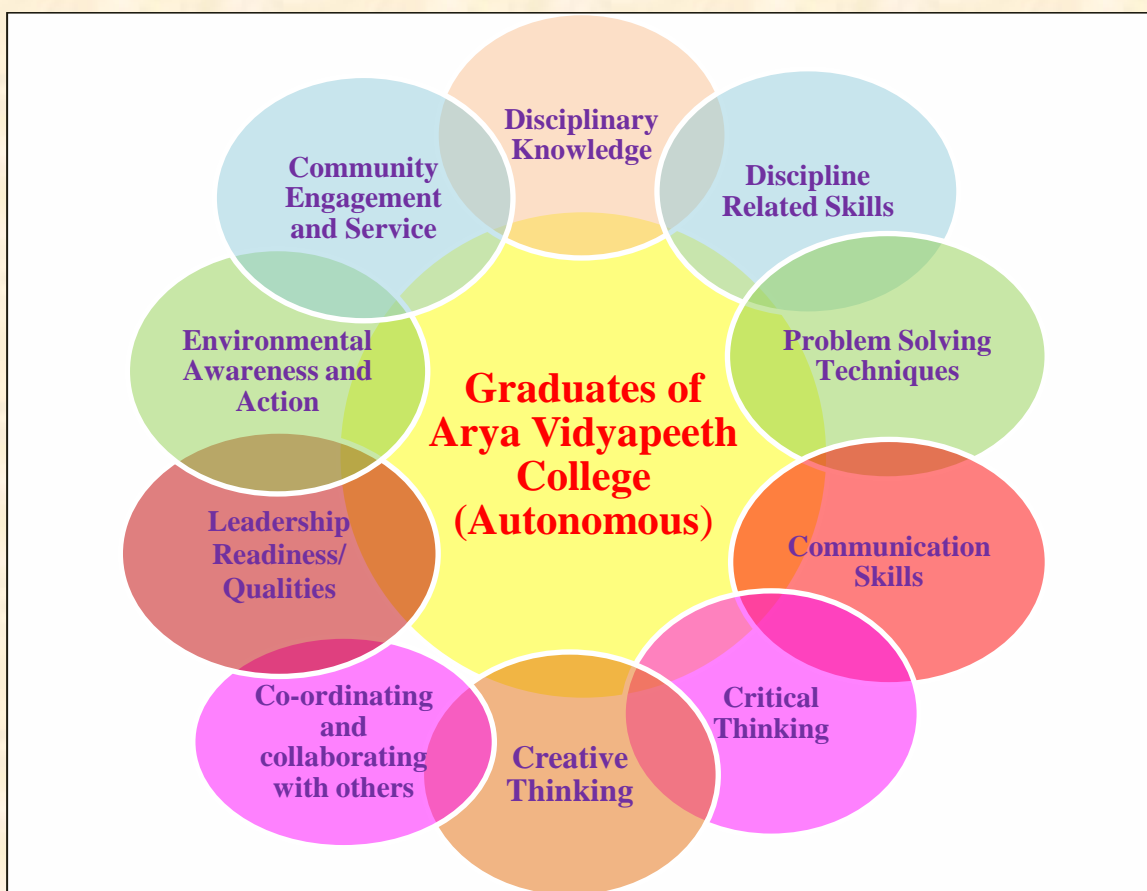 Disciplinary
Knowledge
Discipline
Related Skills
Problem Solving
Techniques
Communication
Skills
Critical
Thinking
Creative
Thinking
Co-ordinating
and
collaborating
with others
Leadership
Readiness/
Qualities
Environmental
Awareness and
Action
Community
Engagement
and Service
Graduates of
Arya Vidyapeeth
College
(Autonomous)